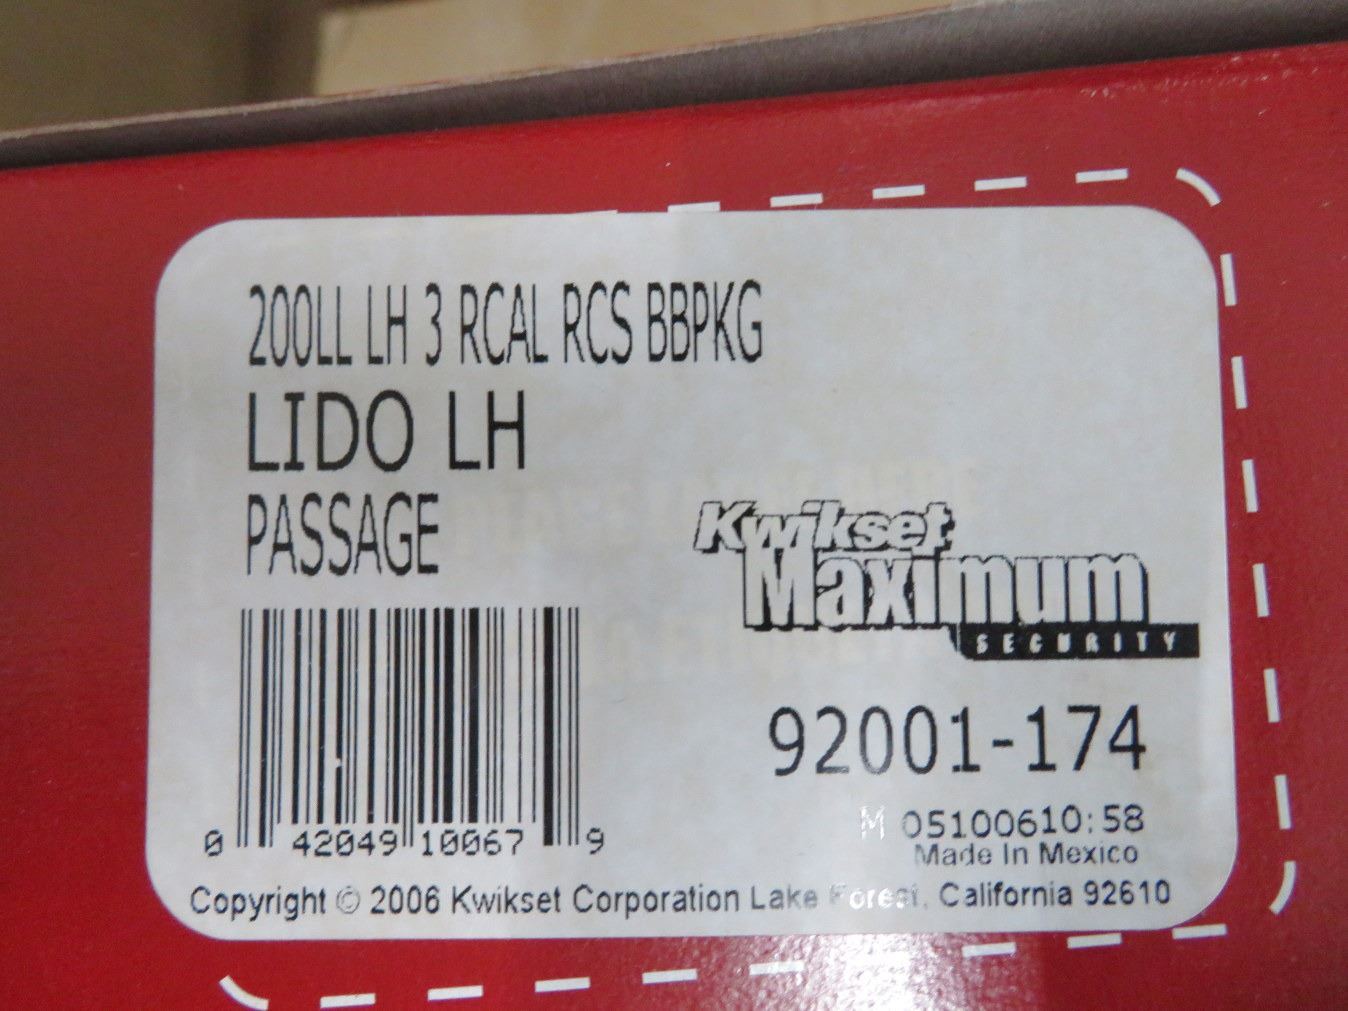 200LL LH 3 RCAL RCS BBPKG
LIDO LH
PASSAGE
Kwikset
Maximum
SECURITY
92001-174
M 05100610:58
Made In Mexico
0 42049 10067 9
Copyright © 2006 Kwikset Corporation Lake Forest, California 92610